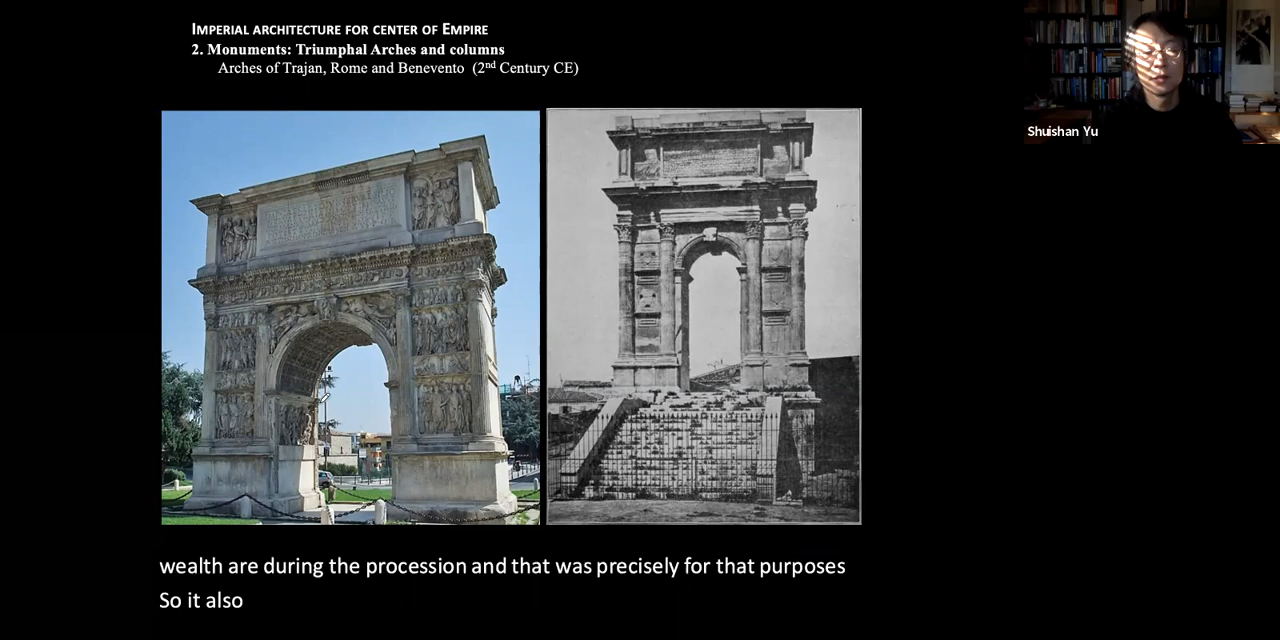 IMPERIAL ARCHITECTURE FOR CENTER OF EMPIRE
2. Monuments: Triumphal Arches and columns
Arches of Trajan, Rome and Benevento (2nd Century CE)
Shuishan Yu
wealth are during the procession and that was precisely for that purposes
So it also